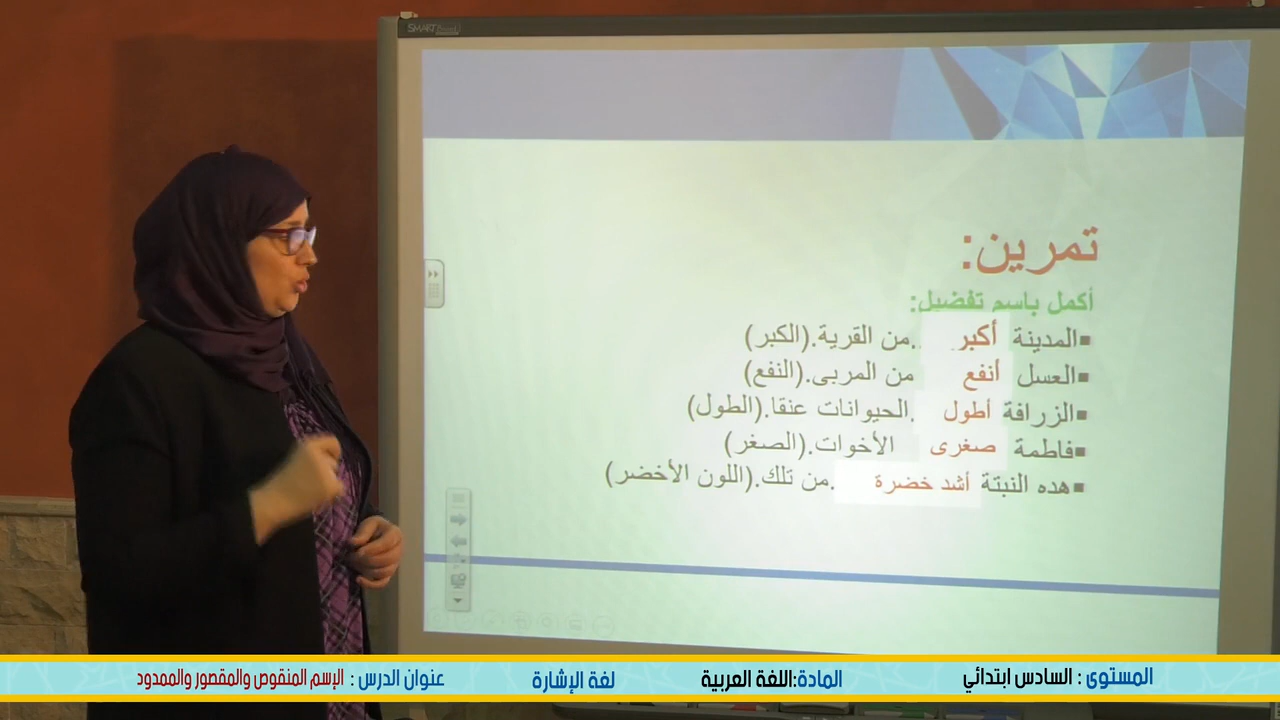 SMART Board
تمرين:
أكمل باسم تفضيل:
المدينة أكبر .من القرية.(الكبر)
العسل أنفع من المربى.(النفع)
الزرافة أطول .الحيوانات عنقا.(الطول)
فاطمة صغرى الأخوات.(الصغر)
هده النبتة أشد خضرة .من تلك.(اللون الأخضر)
المستوى : السادس ابتدائي المادة:اللغة العربية لغة الإشارة عنوان الدرس : الإسم المنقوص والمقصور والممدود